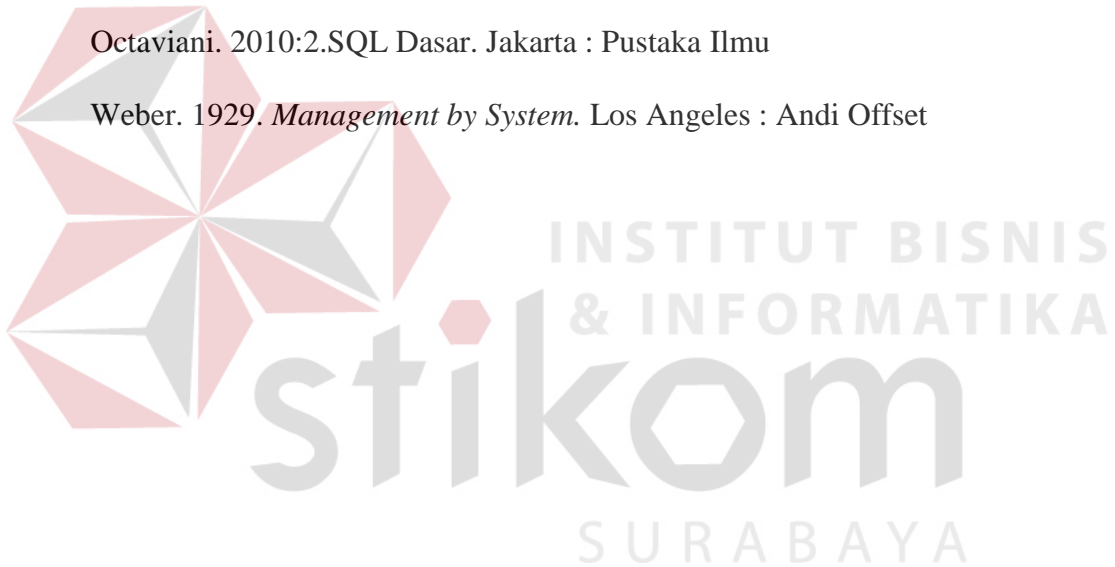 Octaviani. 2010:2.SQL Dasar. Jakarta : Pustaka Ilmu
Weber. 1929. Management by System. Los Angeles : Andi Offset
INSTITUT BISNIS
& INFORMATIKA
stikom
SURABAYA